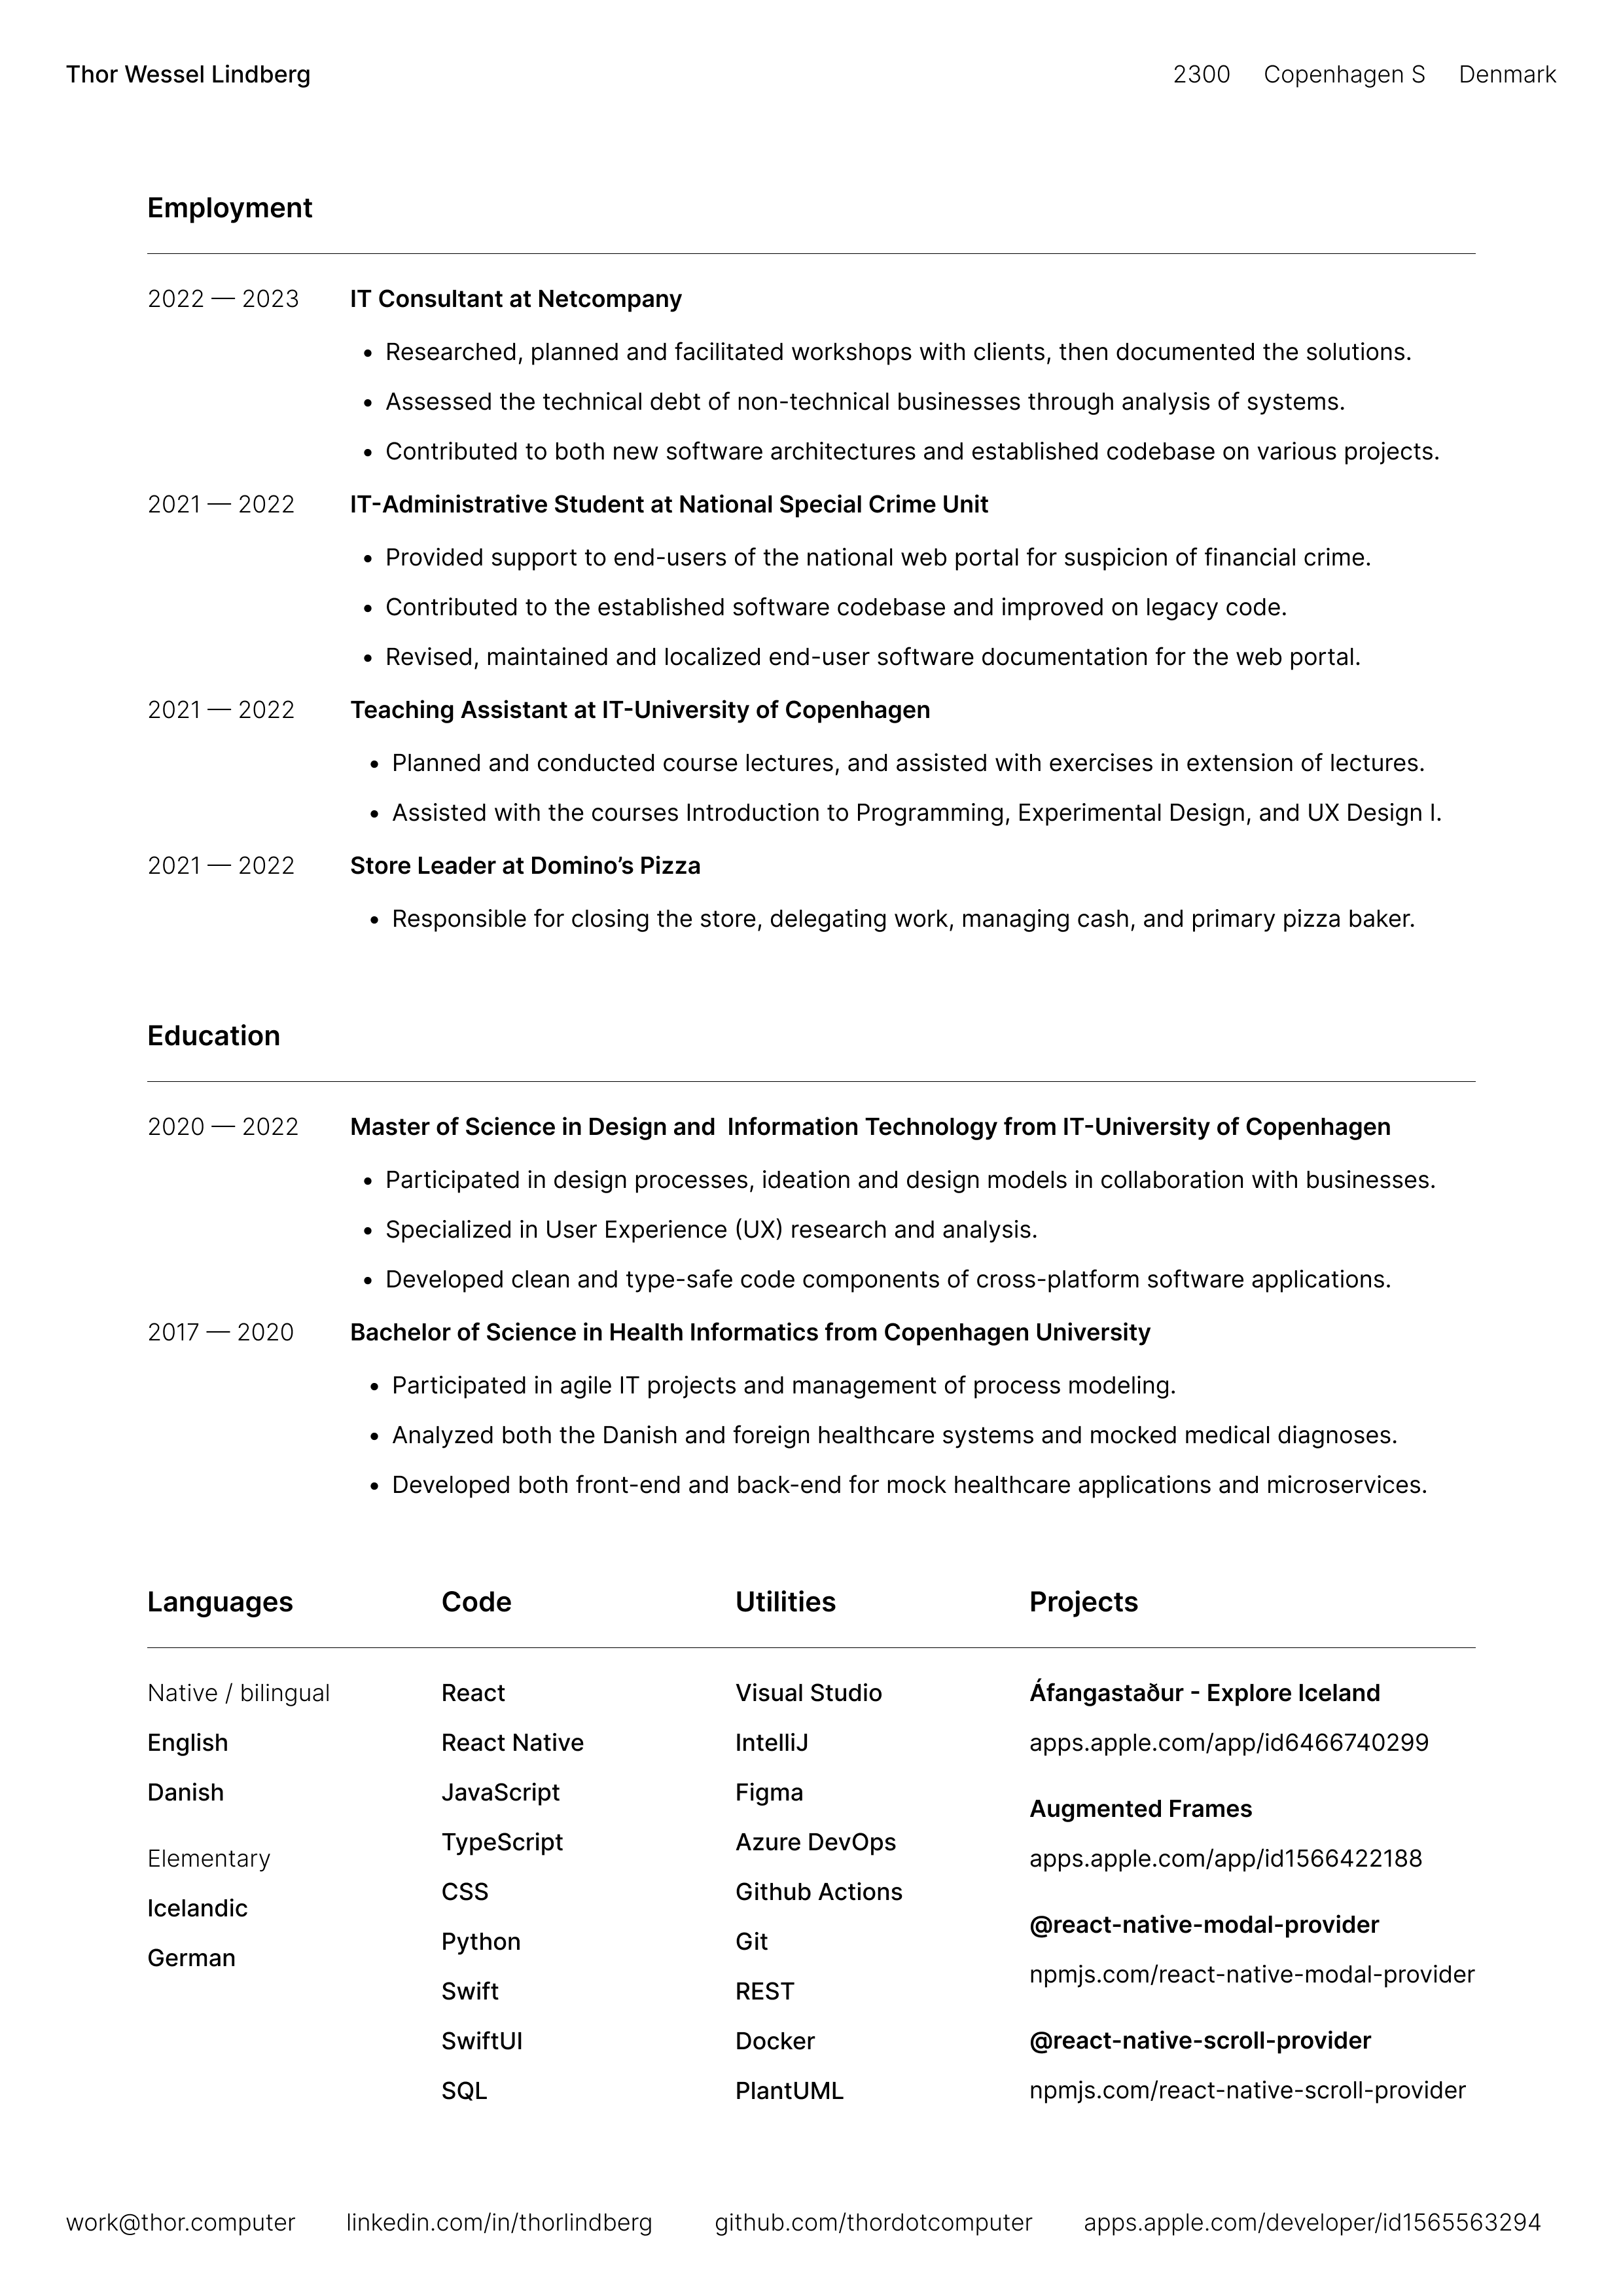 Thor Wessel Lindberg 2300 Copenhagen S Denmark
Employment
2022 — 2023 IT Consultant at Netcompany
• Researched, planned and facilitated workshops with clients, then documented the solutions.
• Assessed the technical debt of non-technical businesses through analysis of systems.
• Contributed to both new software architectures and established codebase on various projects.
2021 — 2022 IT-Administrative Student at National Special Crime Unit
• Provided support to end-users of the national web portal for suspicion of financial crime.
• Contributed to the established software codebase and improved on legacy code.
• Revised, maintained and localized end-user software documentation for the web portal.
2021 — 2022 Teaching Assistant at IT-University of Copenhagen
• Planned and conducted course lectures, and assisted with exercises in extension of lectures.
• Assisted with the courses Introduction to Programming, Experimental Design, and UX Design I.
2021 — 2022 Store Leader at Domino’s Pizza
• Responsible for closing the store, delegating work, managing cash, and primary pizza baker.
Education
2020 — 2022 Master of Science in Design and Information Technology from IT-University of Copenhagen
• Participated in design processes, ideation and design models in collaboration with businesses.
• Specialized in User Experience (UX) research and analysis.
• Developed clean and type-safe code components of cross-platform software applications.
2017 — 2020 Bachelor of Science in Health Informatics from Copenhagen University
• Participated in agile IT projects and management of process modeling.
• Analyzed both the Danish and foreign healthcare systems and mocked medical diagnoses.
• Developed both front-end and back-end for mock healthcare applications and microservices.
Languages
Native / bilingual
English
Danish
Elementary
Icelandic
German
Code
React
React Native
JavaScript
TypeScript
CSS
Python
Swift
SwiftUI
SQL
Utilities
Visual Studio
IntelliJ
Figma
Azure DevOps
Github Actions
Git
REST
Docker
PlantUML
Projects
Áfangastaður - Explore Iceland
apps.apple.com/app/id6466740299
Augmented Frames
apps.apple.com/app/id1566422188
@react-native-modal-provider
npmjs.com/react-native-modal-provider
@react-native-scroll-provider
npmjs.com/react-native-scroll-provider
work@thor.computer linkedin.com/in/thorlindberg github.com/thordotcomputer apps.apple.com/developer/id1565563294